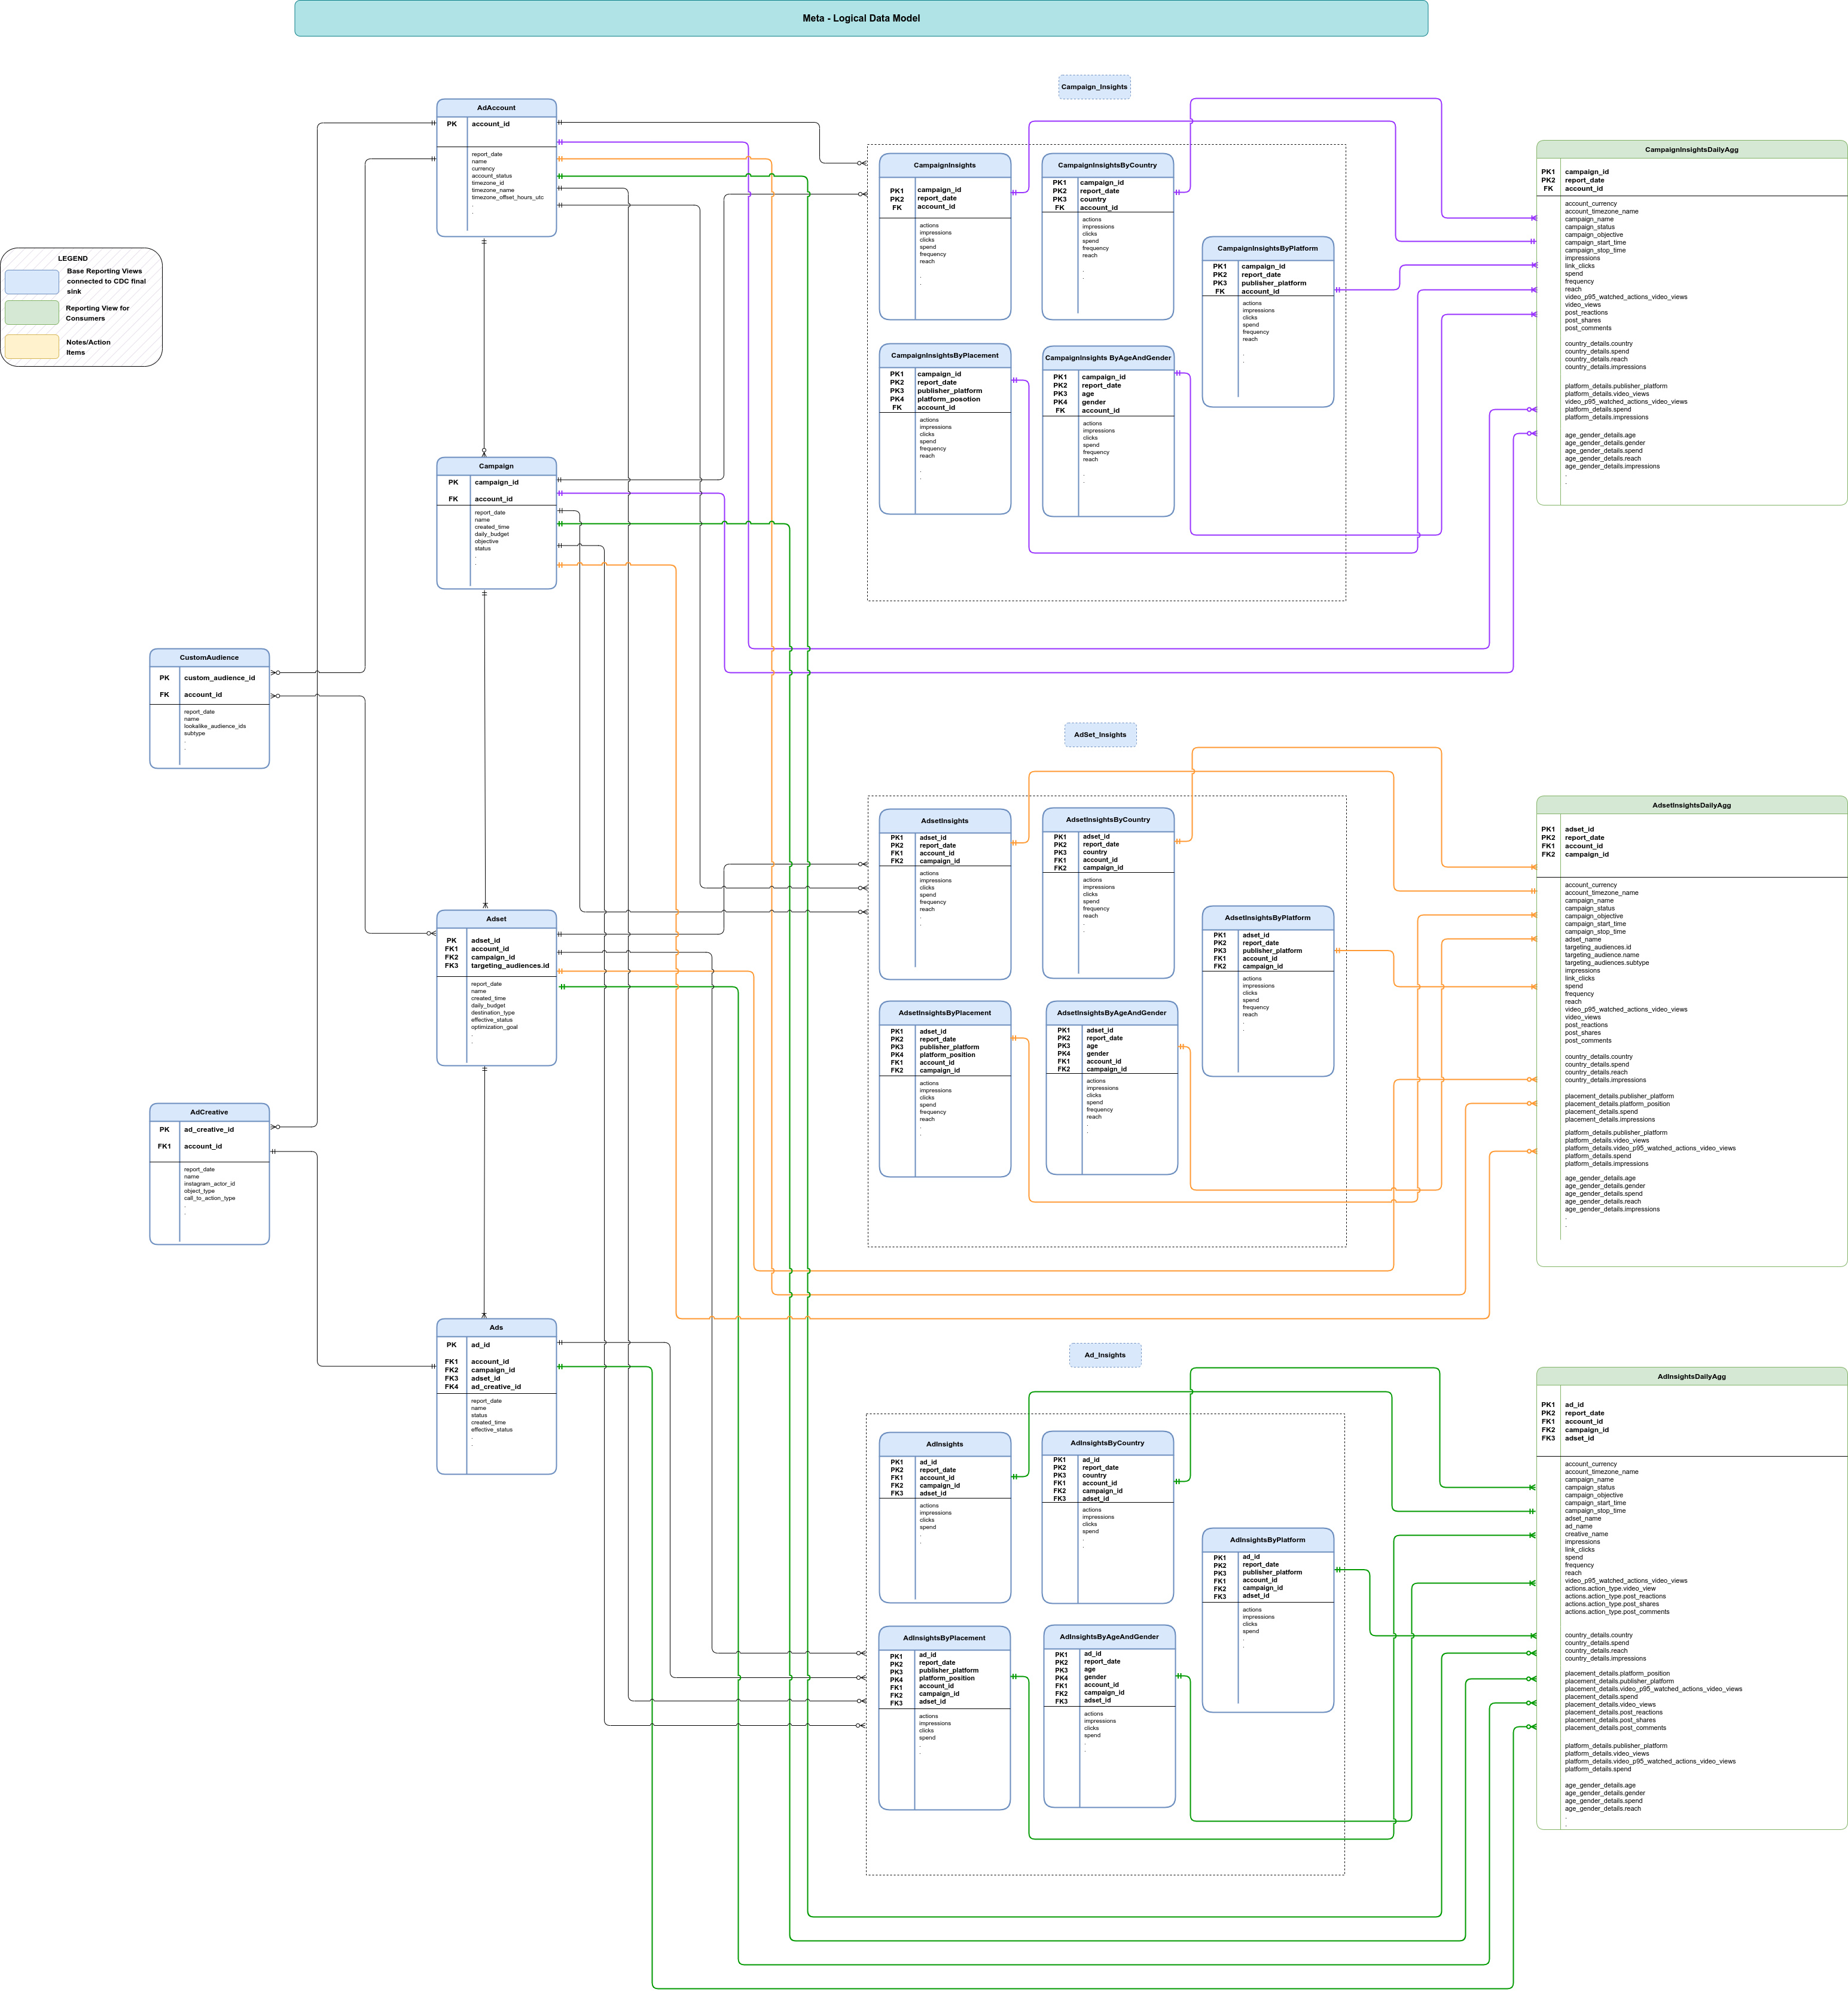 Meta - Logical Data Model
LEGEND
Base Reporting Views
connected to CDC final
sink
Reporting View for
Consumers
Notes/Action
Items
AdAccount
PK account_id
report_date
name
currency
account_status
timezone_id
timezone_name
timezone_offset_hours_utc
.
.
Campaign
PK campaign_id
FK account_id
report_date
name
created_time
daily_budget
objective
status
.
.
CustomAudience
PK custom_audience_id
FK account_id
report_date
name
lookalike_audience_ids
subtype
.
.
Adset
PK adset_id
FK1 account_id
FK2 campaign_id
FK3 targeting_audiences.id
report_date
name
created_time
daily_budget
destination_type
effective_status
optimization_goal
.
.
AdCreative
PK ad_creative_id
FK1 account_id
report_date
name
instagram_actor_id
object_type
call_to_action_type
.
.
Ads
PK ad_id
FK1 account_id
FK2 campaign_id
FK3 adset_id
FK4 ad_creative_id
report_date
name
status
created_time
effective_status
.
.
Campaign_Insights
CampaignInsights
PK1 campaign_id
PK2 report_date
FK account_id
actions
impressions
clicks
spend
frequency
reach
.
.
CampaignInsightsByCountry
PK1 campaign_id
PK2 report_date
PK3 country
FK account_id
actions
impressions
clicks
spend
frequency
reach
.
.
CampaignInsightsByPlatform
PK1 campaign_id
PK2 report_date
PK3 publisher_platform
FK account_id
actions
impressions
clicks
spend
frequency
reach
.
.
CampaignInsightsByPlacement
PK1 campaign_id
PK2 report_date
PK3 publisher_platform
PK4 platform_posotion
FK account_id
actions
impressions
clicks
spend
frequency
reach
.
.
CampaignInsights ByAgeAndGender
PK1 campaign_id
PK2 report_date
PK3 age
PK4 gender
FK account_id
actions
impressions
clicks
spend
frequency
reach
.
.
CampaignInsightsDailyAgg
PK1 campaign_id
PK2 report_date
FK account_id
account_currency
account_timezone_name
campaign_name
campaign_status
campaign_objective
campaign_start_time
campaign_stop_time
impressions
link_clicks
spend
frequency
reach
video_p95_watched_actions_video_views
video_views
post_reactions
post_shares
post_comments
country_details.country
country_details.spend
country_details.reach
country_details.impressions
platform_details.publisher_platform
platform_details.video_views
video_p95_watched_actions_video_views
platform_details.spend
platform_details.impressions
age_gender_details.age
age_gender_details.gender
age_gender_details.spend
age_gender_details.reach
age_gender_details.impressions
.
.
AdSet_Insights
AdsetInsights
PK1 adset_id
PK2 report_date
FK1 account_id
FK2 campaign_id
actions
impressions
clicks
spend
frequency
reach
.
.
AdsetInsightsByCountry
PK1 adset_id
PK2 report_date
PK3 country
FK1 account_id
FK2 campaign_id
actions
impressions
clicks
spend
frequency
reach
.
.
AdsetInsightsByPlatform
PK1 adset_id
PK2 report_date
PK3 publisher_platform
FK1 account_id
FK2 campaign_id
actions
impressions
clicks
spend
frequency
reach
.
.
AdsetInsightsByPlacement
PK1 adset_id
PK2 report_date
PK3 publisher_platform
PK4 platform_position
FK1 account_id
FK2 campaign_id
actions
impressions
clicks
spend
frequency
reach
.
.
AdsetInsightsByAgeAndGender
PK1 adset_id
PK2 report_date
PK3 age
PK4 gender
FK1 account_id
FK2 campaign_id
actions
impressions
clicks
spend
frequency
reach
.
.
AdsetInsightsDailyAgg
PK1 adset_id
PK2 report_date
FK1 account_id
FK2 campaign_id
account_currency
account_timezone_name
campaign_name
campaign_status
campaign_objective
campaign_start_time
campaign_stop_time
adset_name
targeting_audiences.id
targeting_audience.name
targeting_audiences.subtype
impressions
link_clicks
spend
frequency
reach
video_p95_watched_actions_video_views
video_views
post_reactions
post_shares
post_comments
country_details.country
country_details.spend
country_details.reach
country_details.impressions
placement_details.publisher_platform
placement_details.platform_position
placement_details.spend
placement_details.impressions
platform_details.publisher_platform
platform_details.video_views
platform_details.video_p95_watched_actions_video_views
platform_details.spend
platform_details.impressions
age_gender_details.age
age_gender_details.gender
age_gender_details.spend
age_gender_details.reach
age_gender_details.impressions
.
.
Ad_Insights
AdInsights
PK1 ad_id
PK2 report_date
FK1 account_id
FK2 campaign_id
FK3 adset_id
actions
impressions
clicks
spend
.
.
AdInsightsByCountry
PK1 ad_id
PK2 report_date
PK3 country
FK1 account_id
FK2 campaign_id
FK3 adset_id
actions
impressions
clicks
spend
.
.
AdInsightsByPlatform
PK1 ad_id
PK2 report_date
PK3 publisher_platform
FK1 account_id
FK2 campaign_id
FK3 adset_id
actions
impressions
clicks
spend
.
.
AdInsightsByPlacement
PK1 ad_id
PK2 report_date
PK3 publisher_platform
PK4 platform_position
FK1 account_id
FK2 campaign_id
FK3 adset_id
actions
impressions
clicks
spend
.
.
AdInsightsByAgeAndGender
PK1 ad_id
PK2 report_date
PK3 age
PK4 gender
FK1 account_id
FK2 campaign_id
FK3 adset_id
actions
impressions
clicks
spend
.
.
AdInsightsDailyAgg
PK1 ad_id
PK2 report_date
FK1 account_id
FK2 campaign_id
FK3 adset_id
account_currency
account_timezone_name
campaign_name
campaign_status
campaign_objective
campaign_start_time
campaign_stop_time
adset_name
ad_name
creative_name
impressions
link_clicks
spend
frequency
reach
video_p95_watched_actions_video_views
actions.action_type.video_view
actions.action_type.post_reactions
actions.action_type.post_shares
actions.action_type.post_comments
country_details.country
country_details.spend
country_details.reach
country_details.impressions
placement_details.platform_position
placement_details.publisher_platform
placement_details.video_p95_watched_actions_video_views
placement_details.spend
placement_details.video_views
placement_details.post_reactions
placement_details.post_shares
placement_details.post_comments
platform_details.publisher_platform
platform_details.video_views
platform_details.video_p95_watched_actions_video_views
platform_details.spend
age_gender_details.age
age_gender_details.gender
age_gender_details.spend
age_gender_details.reach
.
.